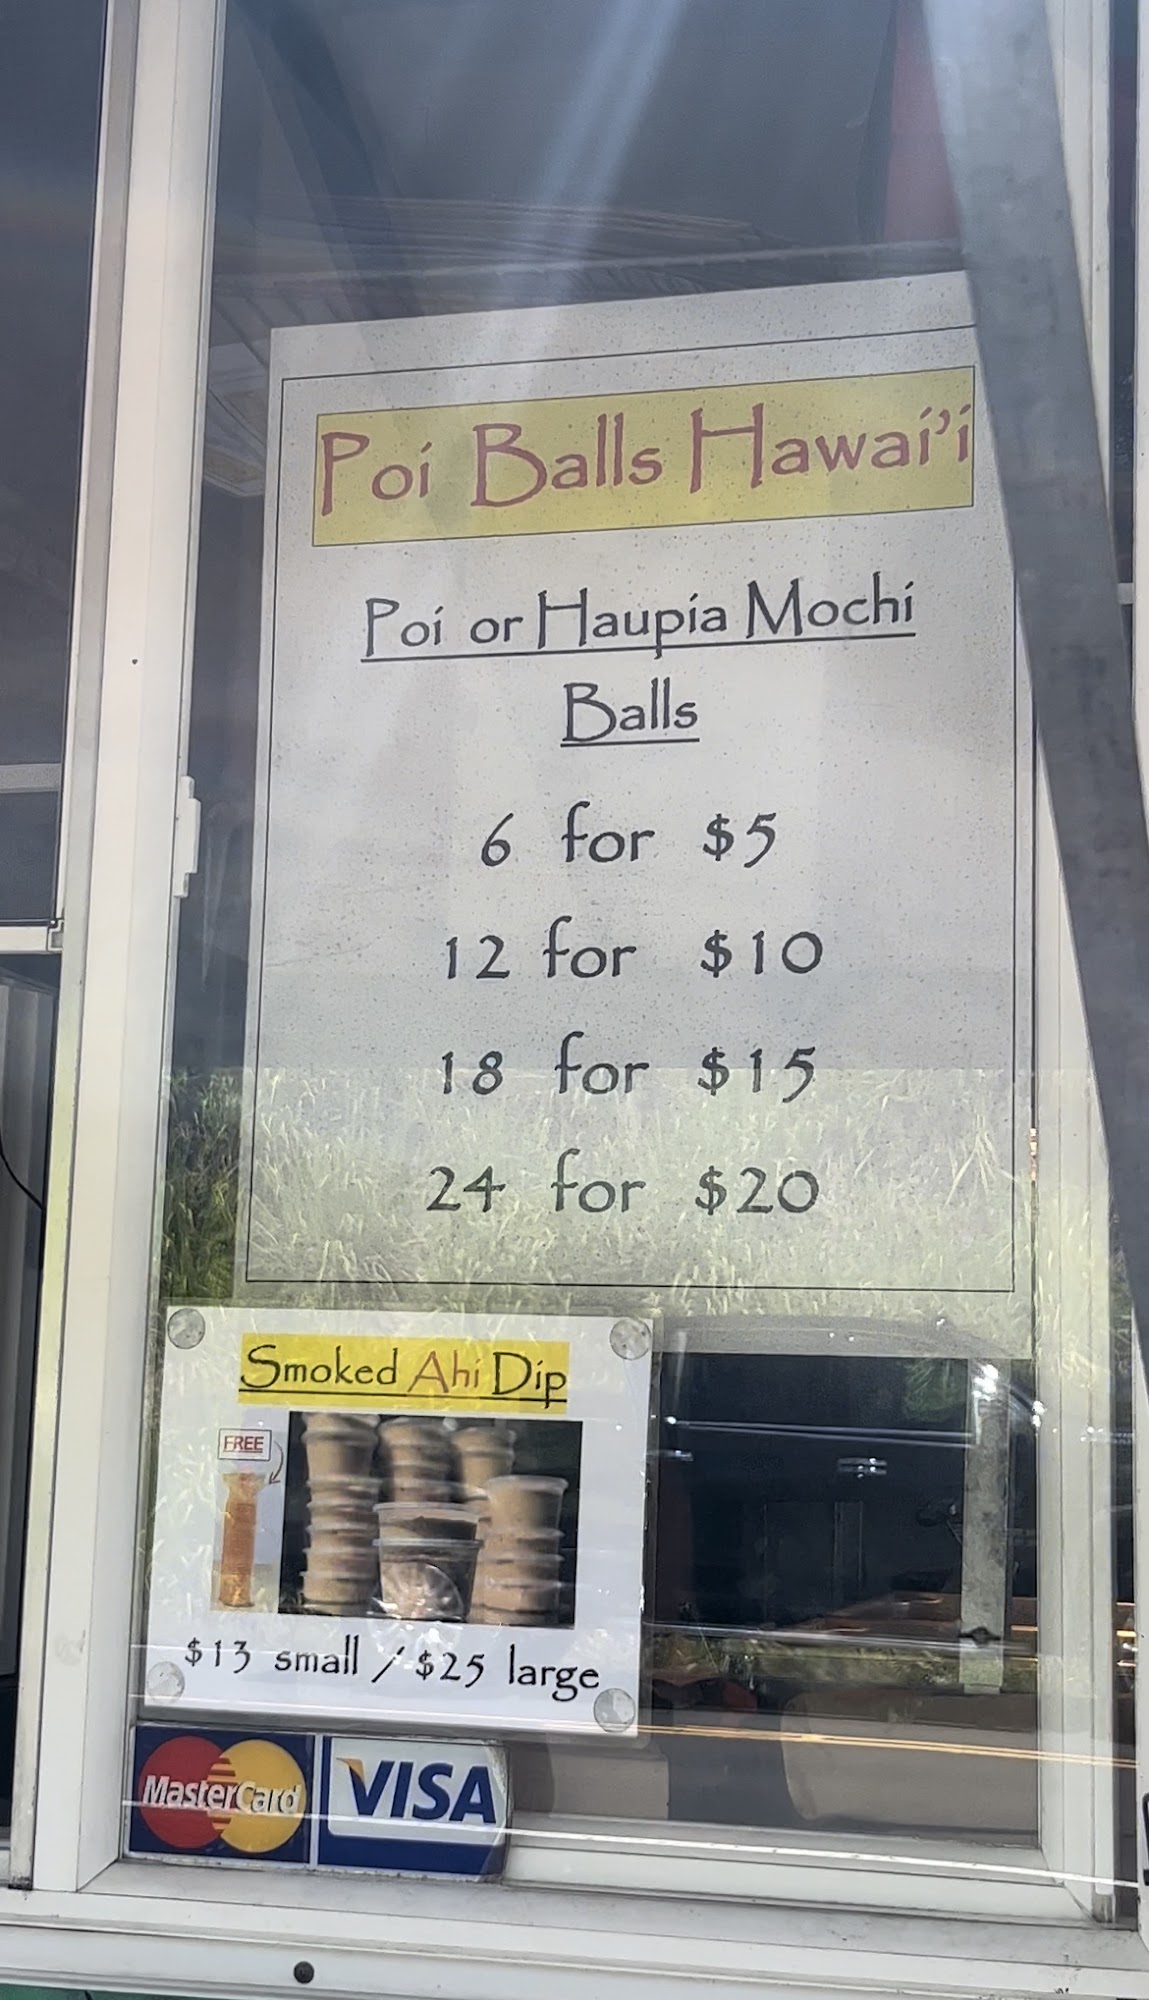 Poi Balls Hawai'i
Poi or Haupia Mochi
Balls
6 for $5
12 for $10
18 for $15
24 for $20
Smoked Ahi Dip
FREE
$13 small / $25 large
MasterCard
VISA